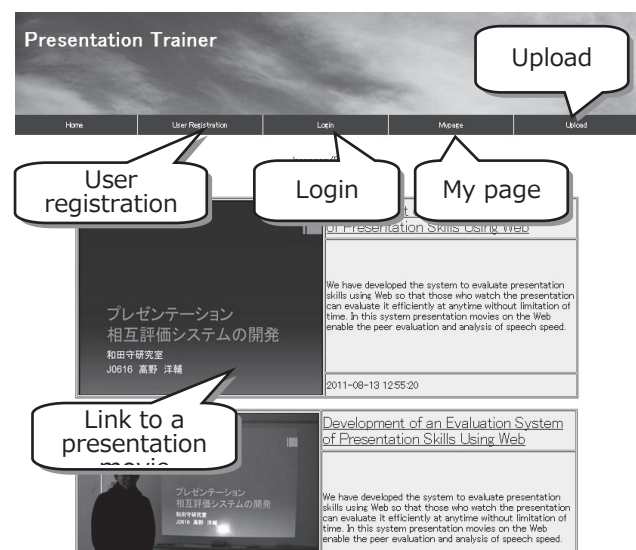 Presentation Trainer
Upload
Home User Registration Login Mypage Upload
User
registration
Login
My page
of Presentation Skills Using Web
We have developed the system to evaluate presentation
skills using Web so that those who watch the presentation
can evaluate it efficiently at anytime without limitation of
time. In this system presentation movies on the Web
enable the peer evaluation and analysis of speech speed.
プレゼンテーション
相互評価システムの開発
和田守研究室
J0616 高野 洋輔
2011-08-13 12:55:20
Link to a
presentation
movie
Development of an Evaluation System
of Presentation Skills Using Web
プレゼンテーション
相互評価システムの開発
和田守研究室
J0616 高野 洋輔
We have developed the system to evaluate presentation
skills using Web so that those who watch the presentation
can evaluate it efficiently at anytime without limitation of
time. In this system presentation movies on the Web
enable the peer evaluation and analysis of speech speed.